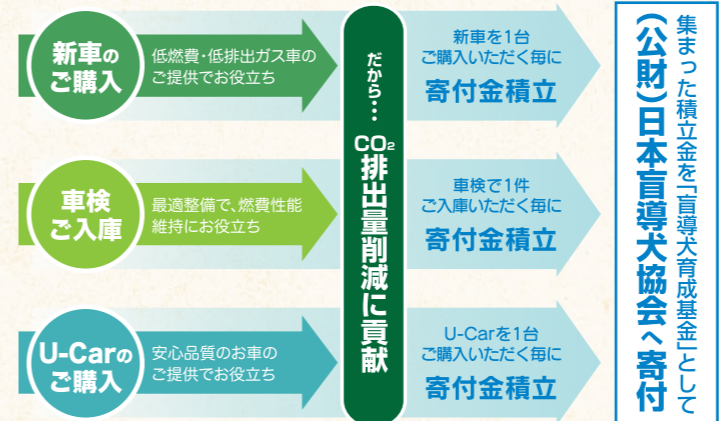 新車の
ご購入
低燃費・低排出ガス車の
ご提供でお役立ち
車検
ご入庫
最適整備で、燃費性能
維持にお役立ち
U-Carの
ご購入
安心品質のお車の
ご提供でお役立ち
だから…
CO2排出量削減に貢献
新車を1台
ご購入いただく毎に
寄付金積立
車検で1件
ご入庫いただく毎に
寄付金積立
U-Carを1台
ご購入いただく毎に
寄付金積立
集まった積立金を「盲導犬育成基金」として
(公財)日本盲導犬協会へ寄付